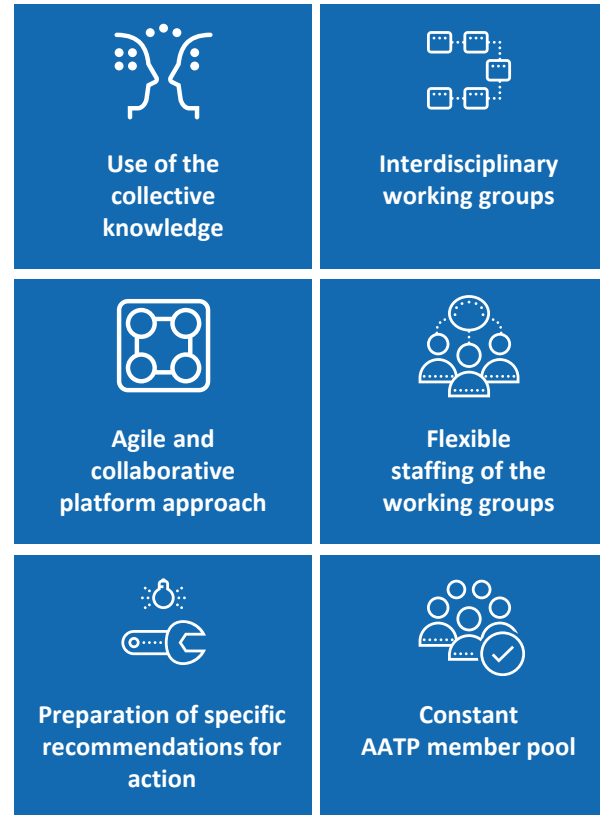 Use of the
collective
knowledge
Interdisciplinary
working groups
Agile and
collaborative
platform approach
Flexible
staffing of the
working groups
Preparation of specific
recommendations for
action
Constant
AATP member pool